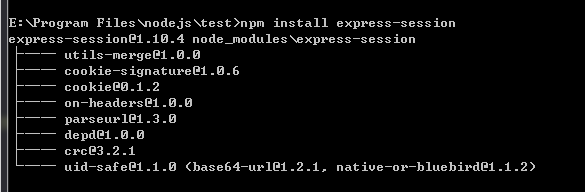 E:\Program Files\nodejs\test>npm install express-session
express-session@1.10.4 node_modules\express-session
├── utils-merge@1.0.0
├── cookie-signature@1.0.6
├── cookie@0.1.2
├── on-headers@1.0.0
├── parseurl@1.3.0
├── depd@1.0.0
├── crc@3.2.1
└── uid-safe@1.1.0 (base64-url@1.2.1, native-or-bluebird@1.1.2)